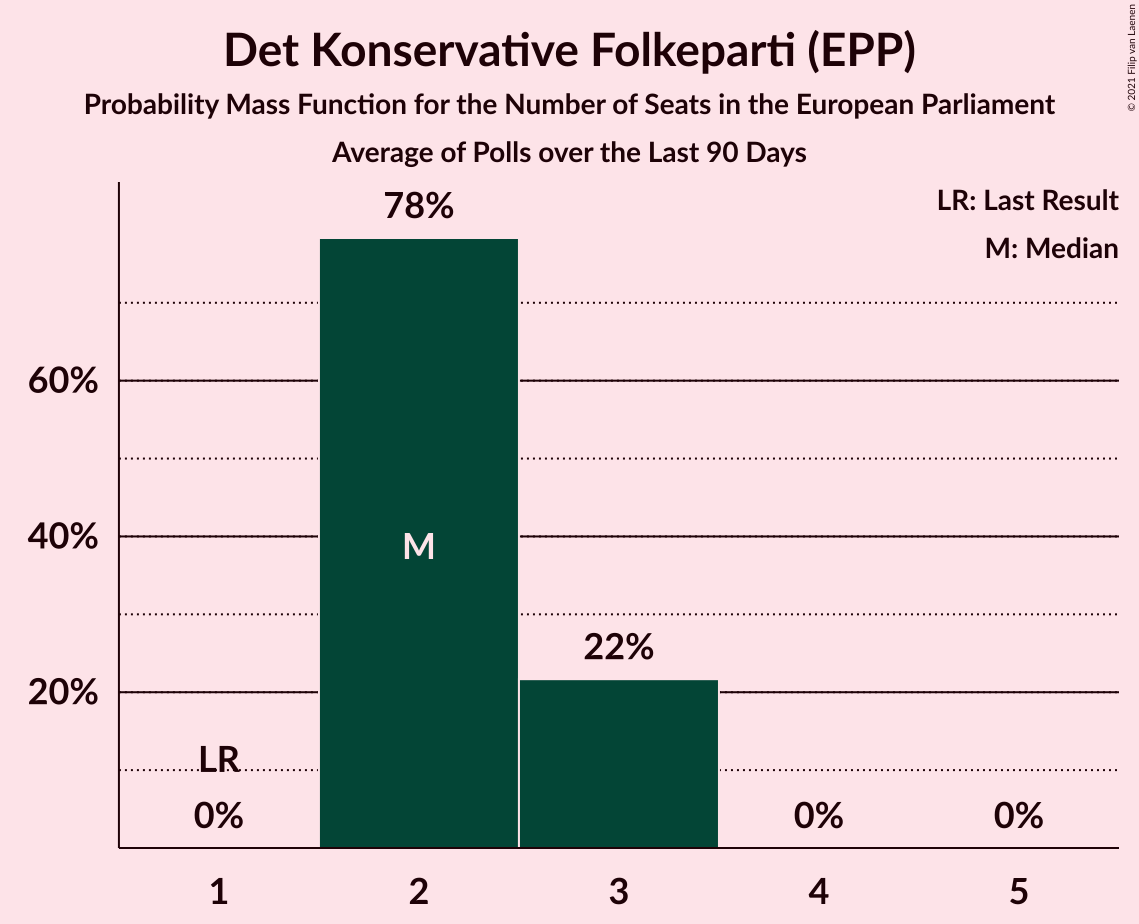 Det Konservative Folkeparti (EPP)
Probability Mass Function for the Number of Seats in the European Parliament
Average of Polls over the Last 90 Days
© 2021 Filip van Laenen
LR: Last Result
M: Median
78%
60%
40%
M
22%
20%
LR
0%
0%
0%
1
2
3
4
5